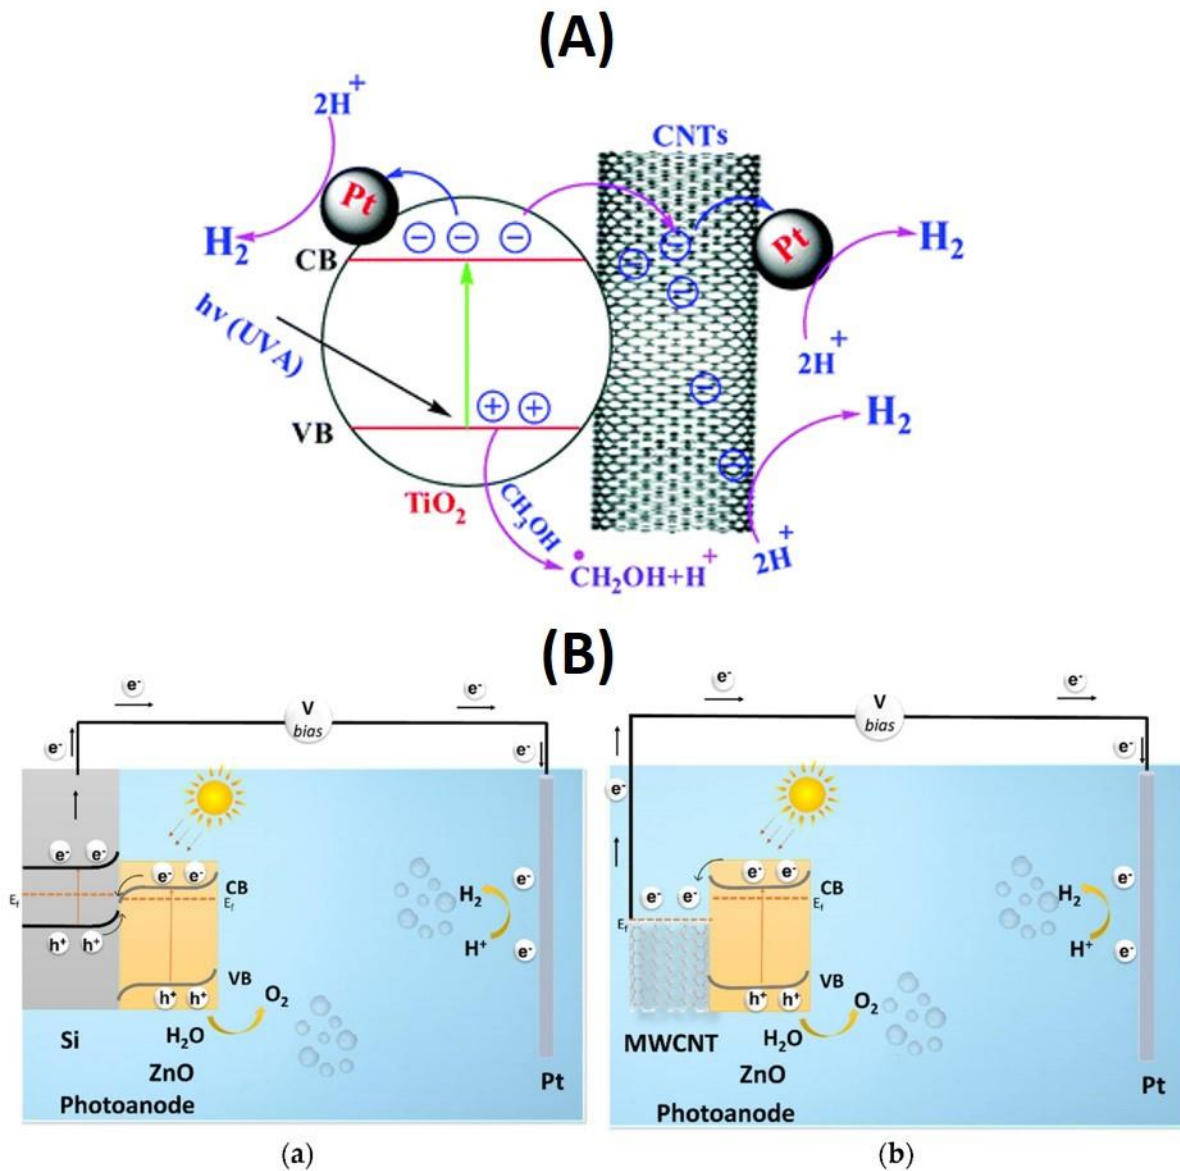 (A)
2H+
CNTs
Pt
H2
CB
Pt
H2
hν (UVA)
2H+
VB
H2
TiO2
CH3OH
•CH2OH+H+
2H+
(B)
e- e- V bias
e- e-
e- e-
CB
Ef Ef
h+ h+
VB
h+ h+
O2
H2O
Si
ZnO
Photoanode
e-
H2
H+
e-
Pt
(a)
e- V bias e-
e-
e-
e- e-
e- e-
CB
Ef
Ef
VB
h+ h+
O2
MWCNT
H2O
ZnO
Photoanode
e-
H2
H+
e-
Pt
(b)